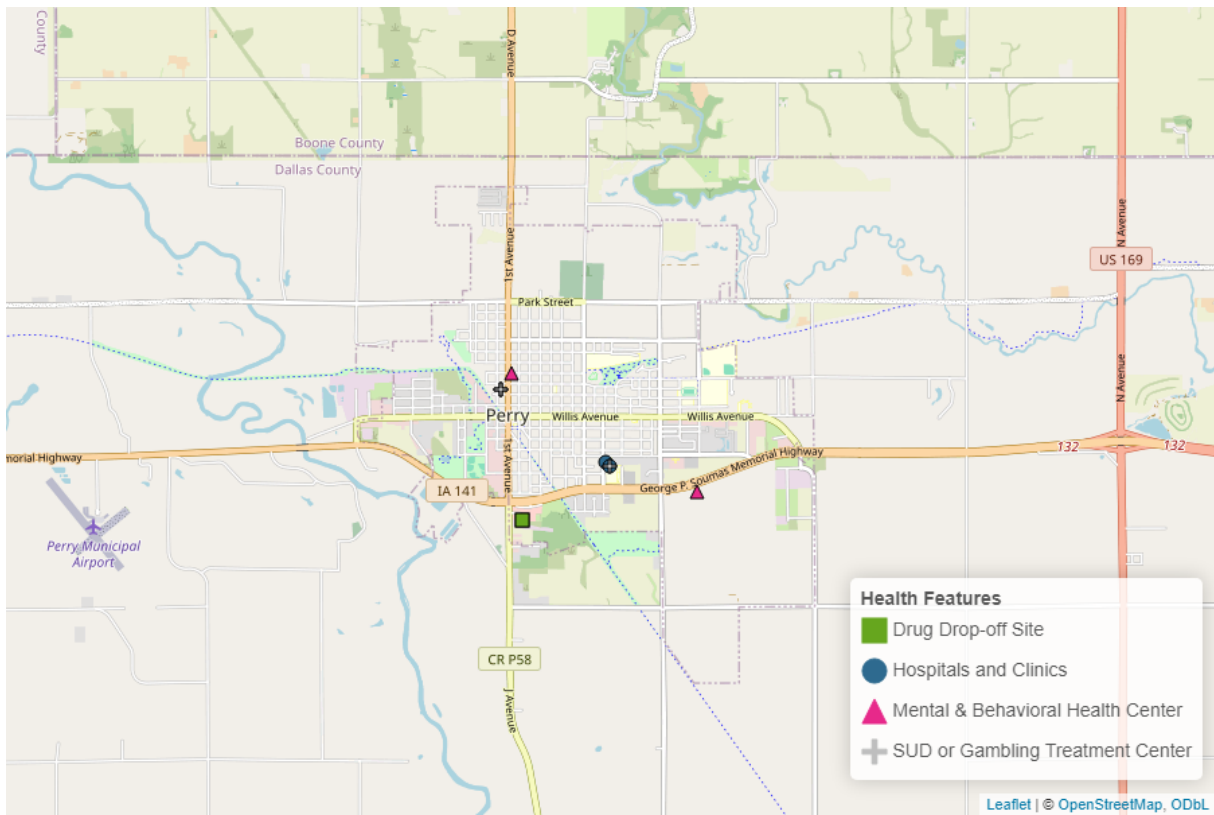 County
D Avenue
Boone County
Dallas County
1st Avenue
N Avenue
US 169
Park Street
N Avenue
Perry
Willis Avenue
Willis Avenue
morial Highway
1st Avenue
George P. Soumas Memorial Highway
132
132
IA 141
Perry Municipal
Airport
CR P58
J Avenue
Health Features
Drug Drop-off Site
Hospitals and Clinics
Mental & Behavioral Health Center
SUD or Gambling Treatment Center
Leaflet | © OpenStreetMap, ODbL